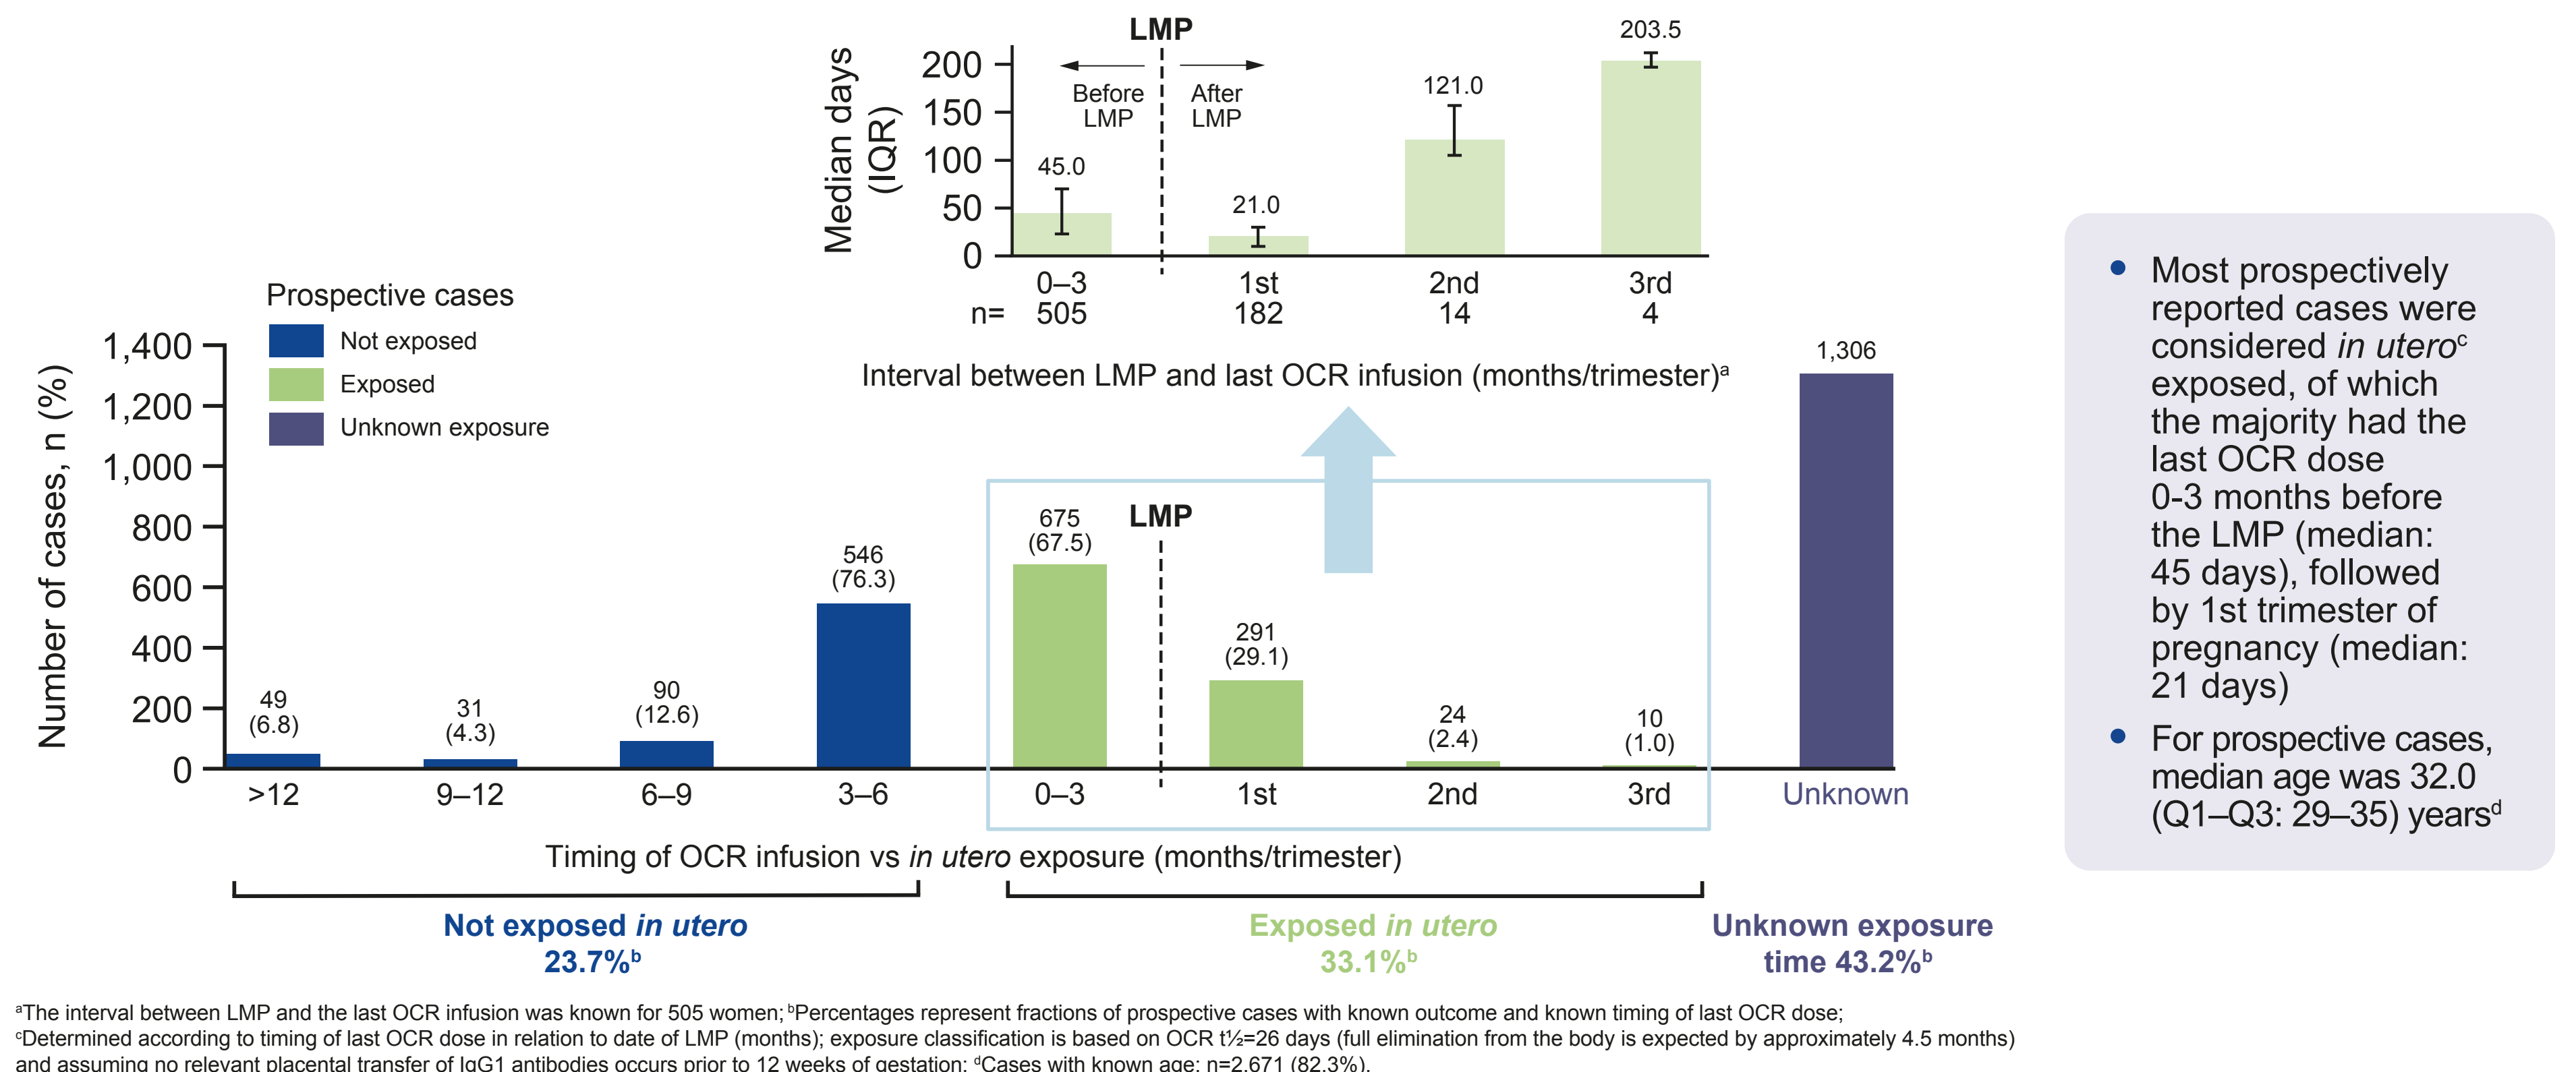 LMP
Before
LMP
After
LMP
Median days
(IQR)
200
150
100
50
0
45.0
21.0
121.0
203.5
0–3
1st
2nd
3rd
n=
505
182
14
4
Interval between LMP and last OCR infusion (months/trimester)a
Prospective cases
Not exposed
Exposed
Unknown exposure
Number of cases, n (%)
1,400
1,200
1,000
800
600
400
200
0
49
(6.8)
31
(4.3)
90
(12.6)
546
(76.3)
675
(67.5)
LMP
291
(29.1)
24
(2.4)
10
(1.0)
1,306
>12
9–12
6–9
3–6
0–3
1st
2nd
3rd
Unknown
Timing of OCR infusion vs in utero exposure (months/trimester)
Not exposed in utero
23.7%b
Exposed in utero
33.1%b
Unknown exposure
time 43.2%b
• Most prospectively
reported cases were
considered in uteroc
exposed, of which
the majority had the
last OCR dose
0-3 months before
the LMP (median:
45 days), followed
by 1st trimester of
pregnancy (median:
21 days)
• For prospective cases,
median age was 32.0
(Q1–Q3: 29–35) yearsd
aThe interval between LMP and the last OCR infusion was known for 505 women; bPercentages represent fractions of prospective cases with known outcome and known timing of last OCR dose;
cDetermined according to timing of last OCR dose in relation to date of LMP (months); exposure classification is based on OCR t½=26 days (full elimination from the body is expected by approximately 4.5 months)
and assuming no relevant placental transfer of IgG1 antibodies occurs prior to 12 weeks of gestation; dCases with known age: n=2,671 (82.3%).